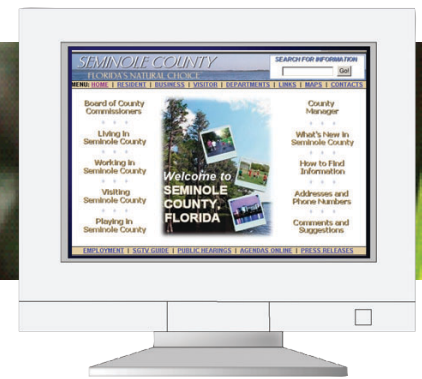 SEMINOLE COUNTY
FLORIDA'S NATURAL CHOICE
SEARCH FOR INFORMATION
Go!
MENU: HOME | RESIDENT | BUSINESS | VISITOR | DEPARTMENTS | LINKS | MAPS | CONTACTS
Board of County
Commissioners
Living In
Seminole County
Working in
Seminole County
Visiting
Seminole County
Playing In
Seminole County
Welcome to
SEMINOLE
COUNTY,
FLORIDA
County
Manager
What's New in
Seminole County
How to Find
Information
Addresses and
Phone Numbers
Comments and
Suggestions
EMPLOYMENT | SGTV GUIDE | PUBLIC HEARINGS | AGENDAS ONLINE | PRESS RELEASES